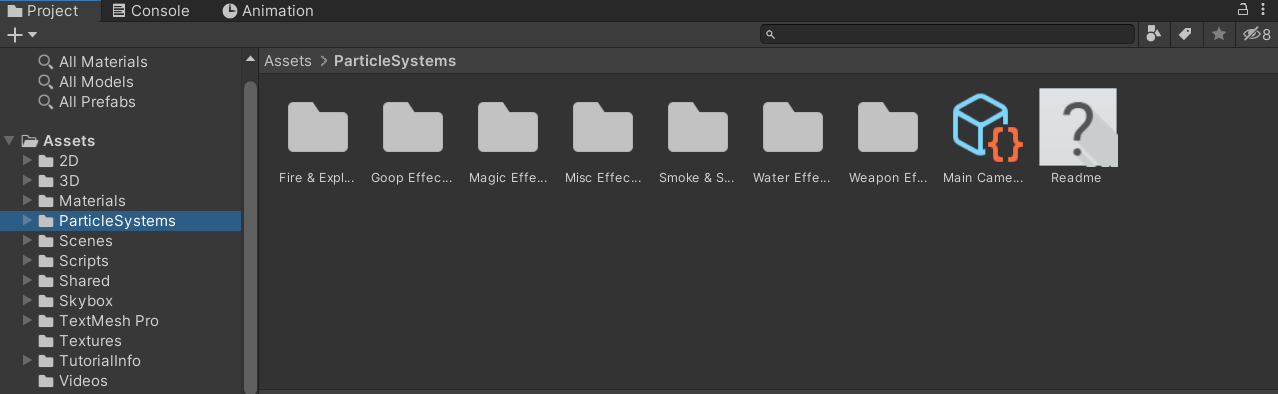 Project
Console
Animation
8
All Materials
All Models
All Prefabs
Assets
2D
3D
Materials
ParticleSystems
Scenes
Scripts
Shared
Skybox
TextMesh Pro
Textures
TutorialInfo
Videos
Assets > ParticleSystems
Fire & Expl...
Goop Effec...
Magic Effe...
Misc Effec...
Smoke & S...
Water Effe...
Weapon Ef...
Main Came...
Readme